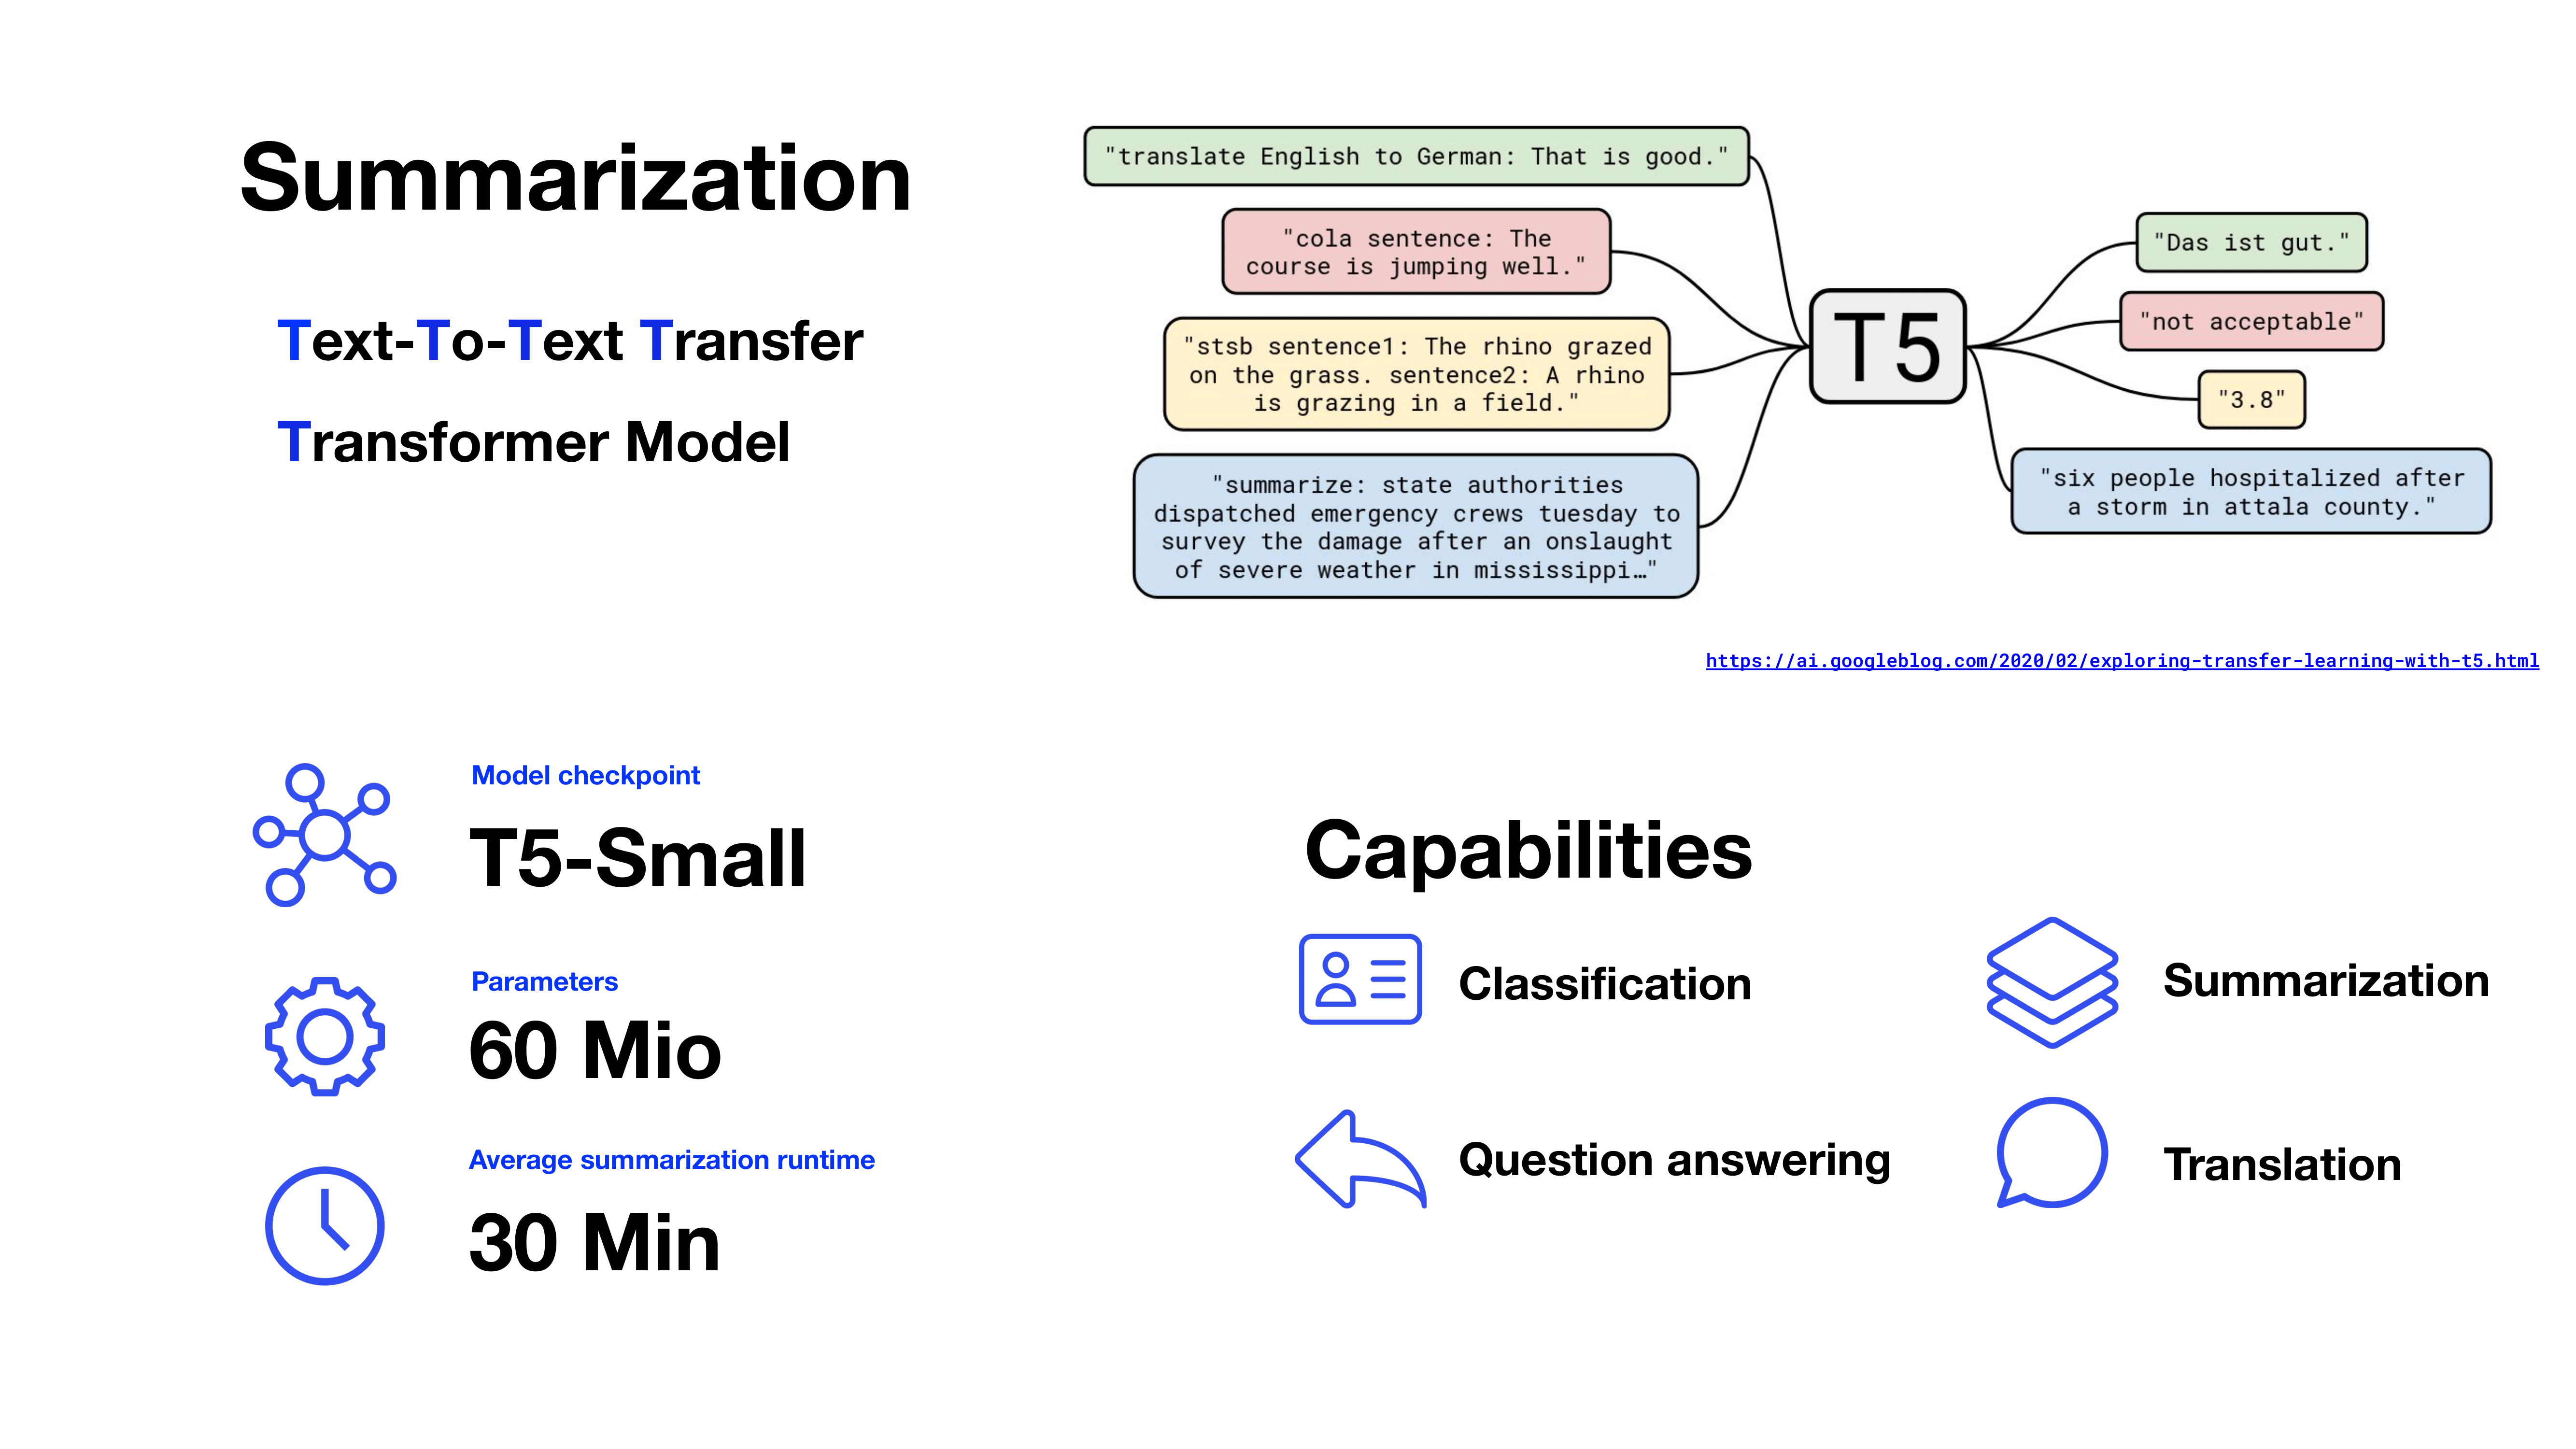 Summarization
Text-To-Text Transfer
Transformer Model
"translate English to German: That is good."
"cola sentence: The
course is jumping well."
"stsb sentence1: The rhino grazed
on the grass. sentence2: A rhino
is grazing in a field."
"summarize: state authorities
dispatched emergency crews tuesday to
survey the damage after an onslaught
of severe weather in mississippi…"
T5
"Das ist gut."
"not acceptable"
"3.8"
"six people hospitalized after
a storm in attala county."
https://ai.googleblog.com/2020/02/exploring-transfer-learning-with-t5.html
Model checkpoint
T5-Small
Parameters
60 Mio
Average summarization runtime
30 Min
Capabilities
Classification
Summarization
Question answering
Translation